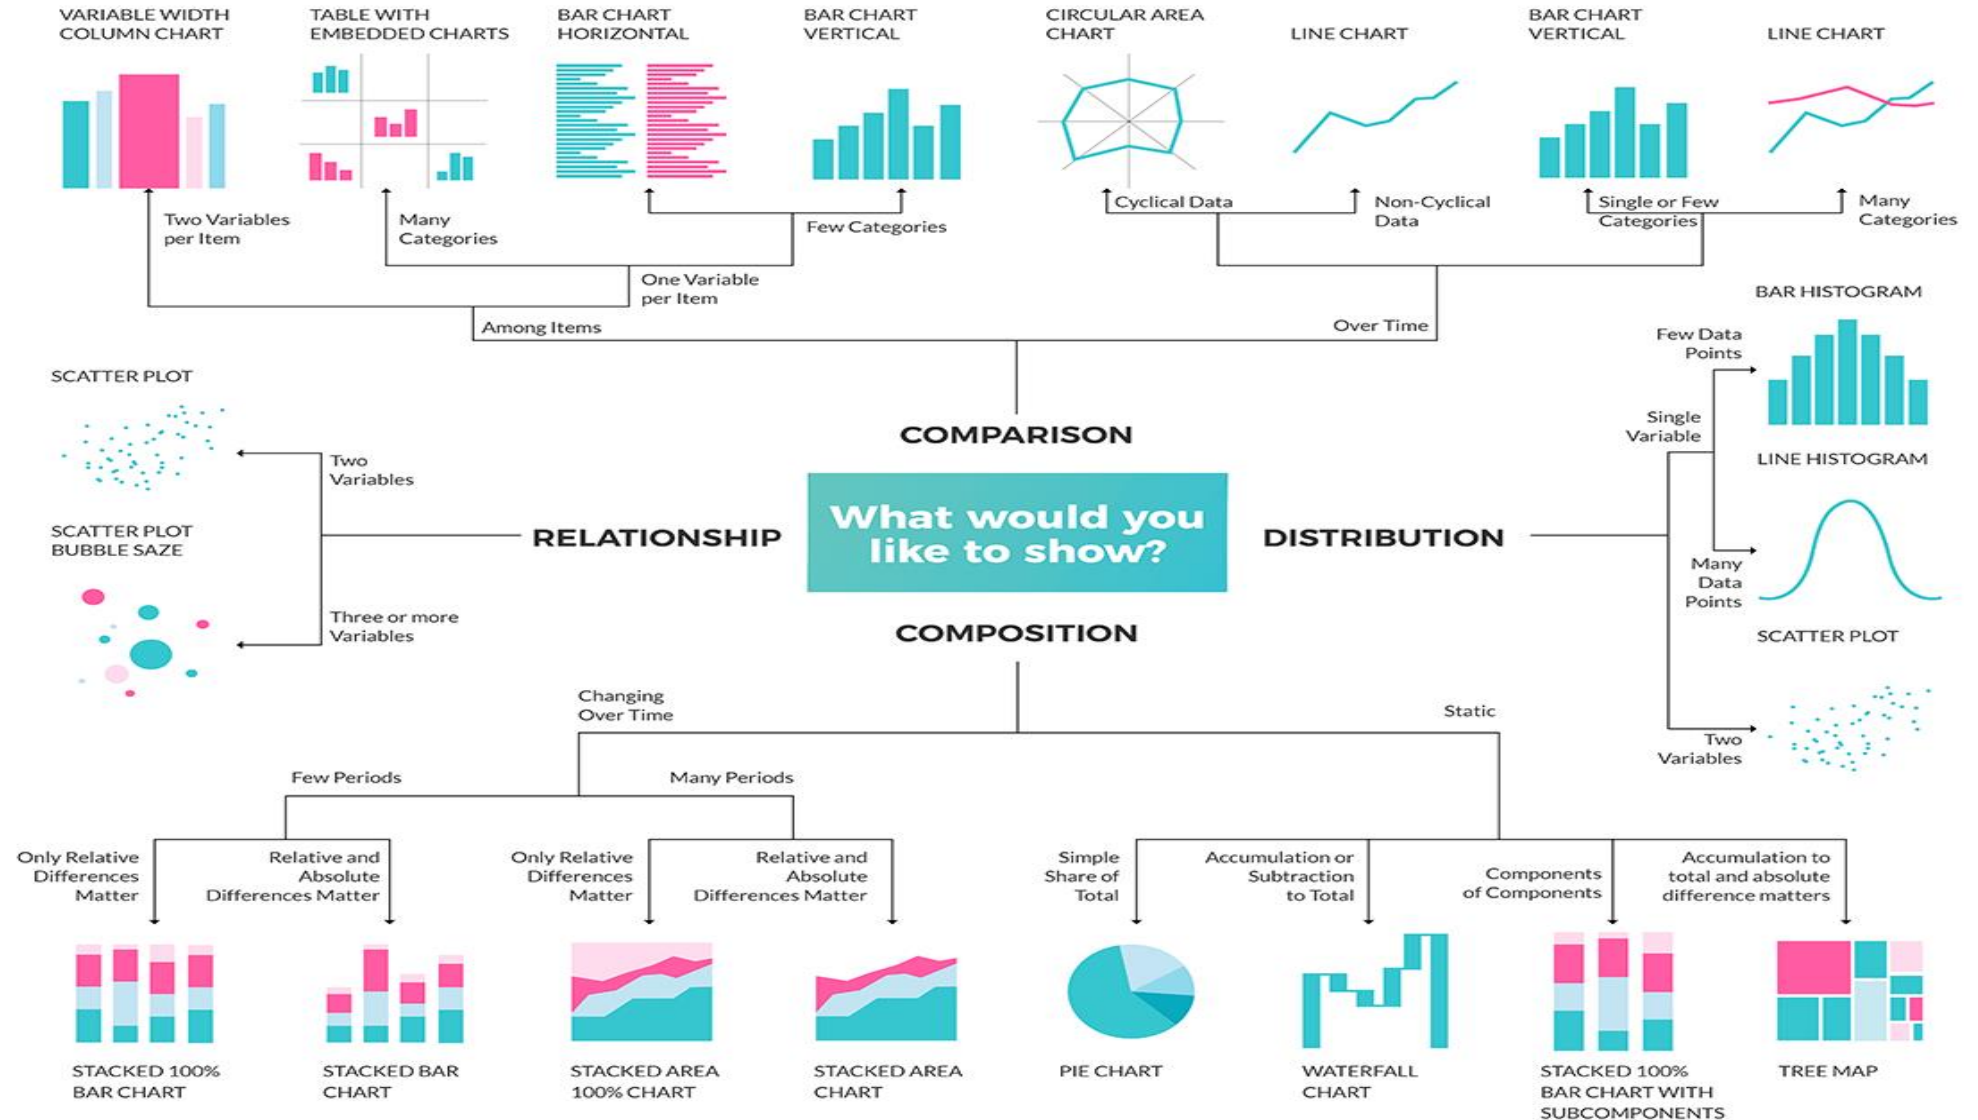 VARIABLE WIDTH
COLUMN CHART
TABLE WITH
EMBEDDED CHARTS
BAR CHART
HORIZONTAL
BAR CHART
VERTICAL
CIRCULAR AREA
CHART
LINE CHART
BAR CHART
VERTICAL
LINE CHART
Two Variables
per Item
Many
Categories
Few Categories
Cyclical Data
Non-Cyclical
Data
Single or Few
Categories
Many
Categories
One Variable
per Item
Among Items
Over Time
BAR HISTOGRAM
Few Data
Points
Single
Variable
LINE HISTOGRAM
Many
Data
Points
SCATTER PLOT
Two
Variables
SCATTER PLOT
Two
Variables
SCATTER PLOT
BUBBLE SAZE
Three or more
Variables
COMPARISON
RELATIONSHIP
What would you
like to show?
DISTRIBUTION
COMPOSITION
Changing
Over Time
Static
Few Periods
Many Periods
Only Relative
Differences
Matter
Relative and
Absolute
Differences Matter
Only Relative
Differences
Matter
Relative and
Absolute
Differences Matter
Simple
Share of
Total
Accumulation or
Subtraction
to Total
Components
of Components
Accumulation to
total and absolute
difference matters
STACKED 100%
BAR CHART
STACKED BAR
CHART
STACKED AREA
100% CHART
STACKED AREA
CHART
PIE CHART
WATERFALL
CHART
STACKED 100%
BAR CHART WITH
SUBCOMPONENTS
TREE MAP